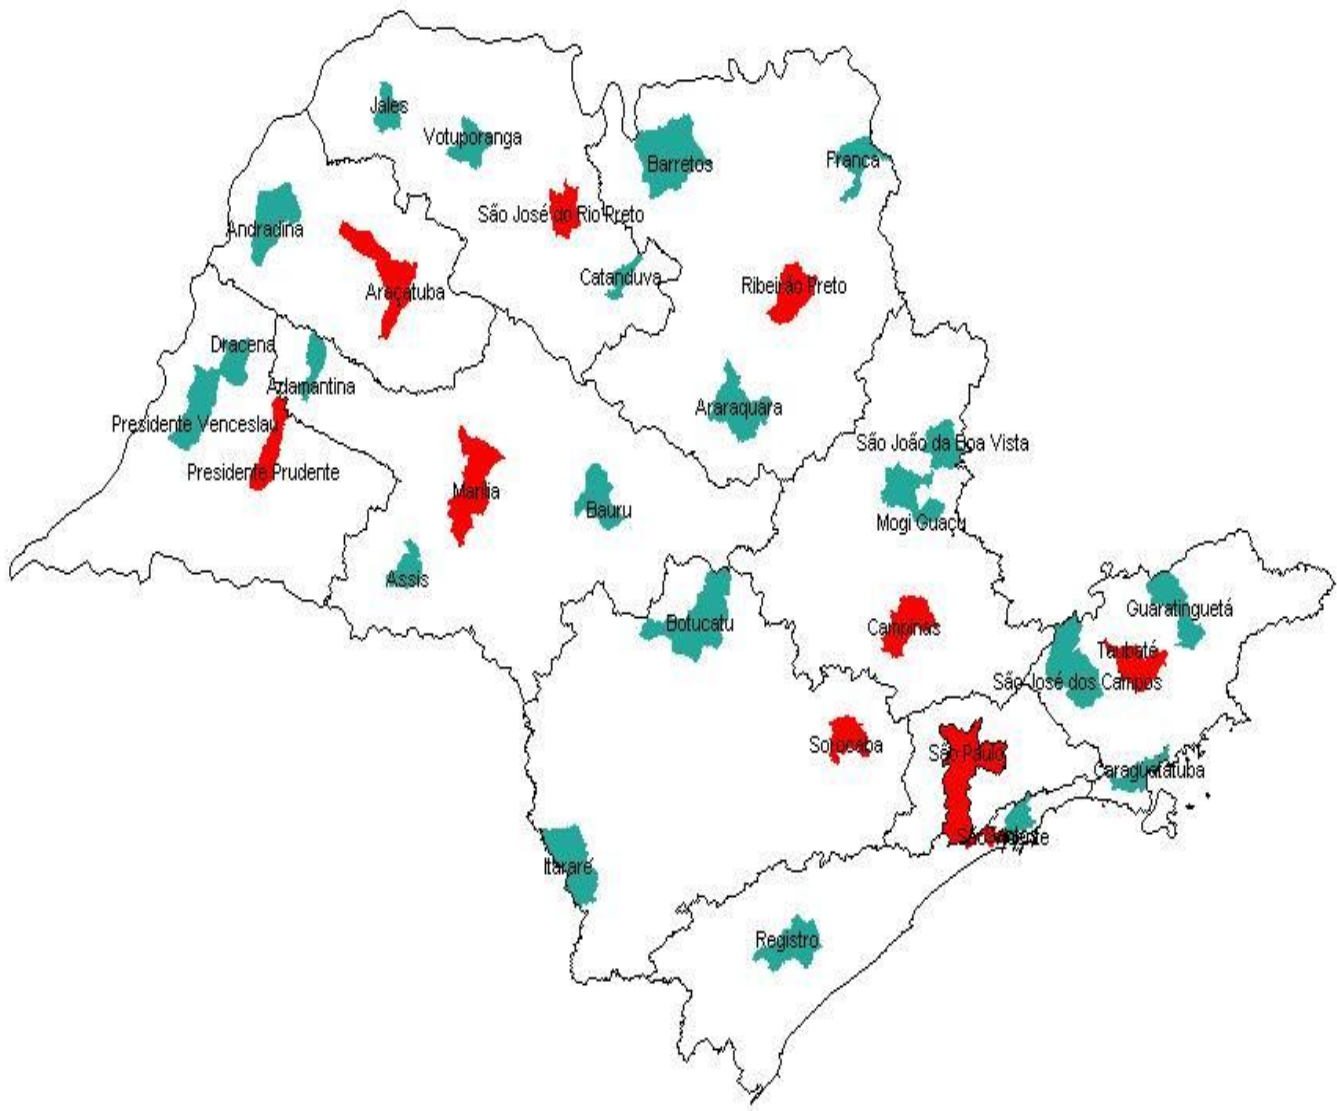 Jales
Votuporanga
Barretos
Franca
São José do Rio Preto
Andradina
Catanduva
Ribeirão Preto
Araçatuba
Dracena
Adamantina
Araraquara
Presidente Venceslau
São João da Boa Vista
Presidente Prudente
Marília
Bauru
Mogi Guaçu
Assis
Guaratinguetá
Botucatu
Campinas
Taubaté
São José dos Campos
Sorocaba
São Paulo
Caraguatatuba
São Vicente
Itararé
Registro